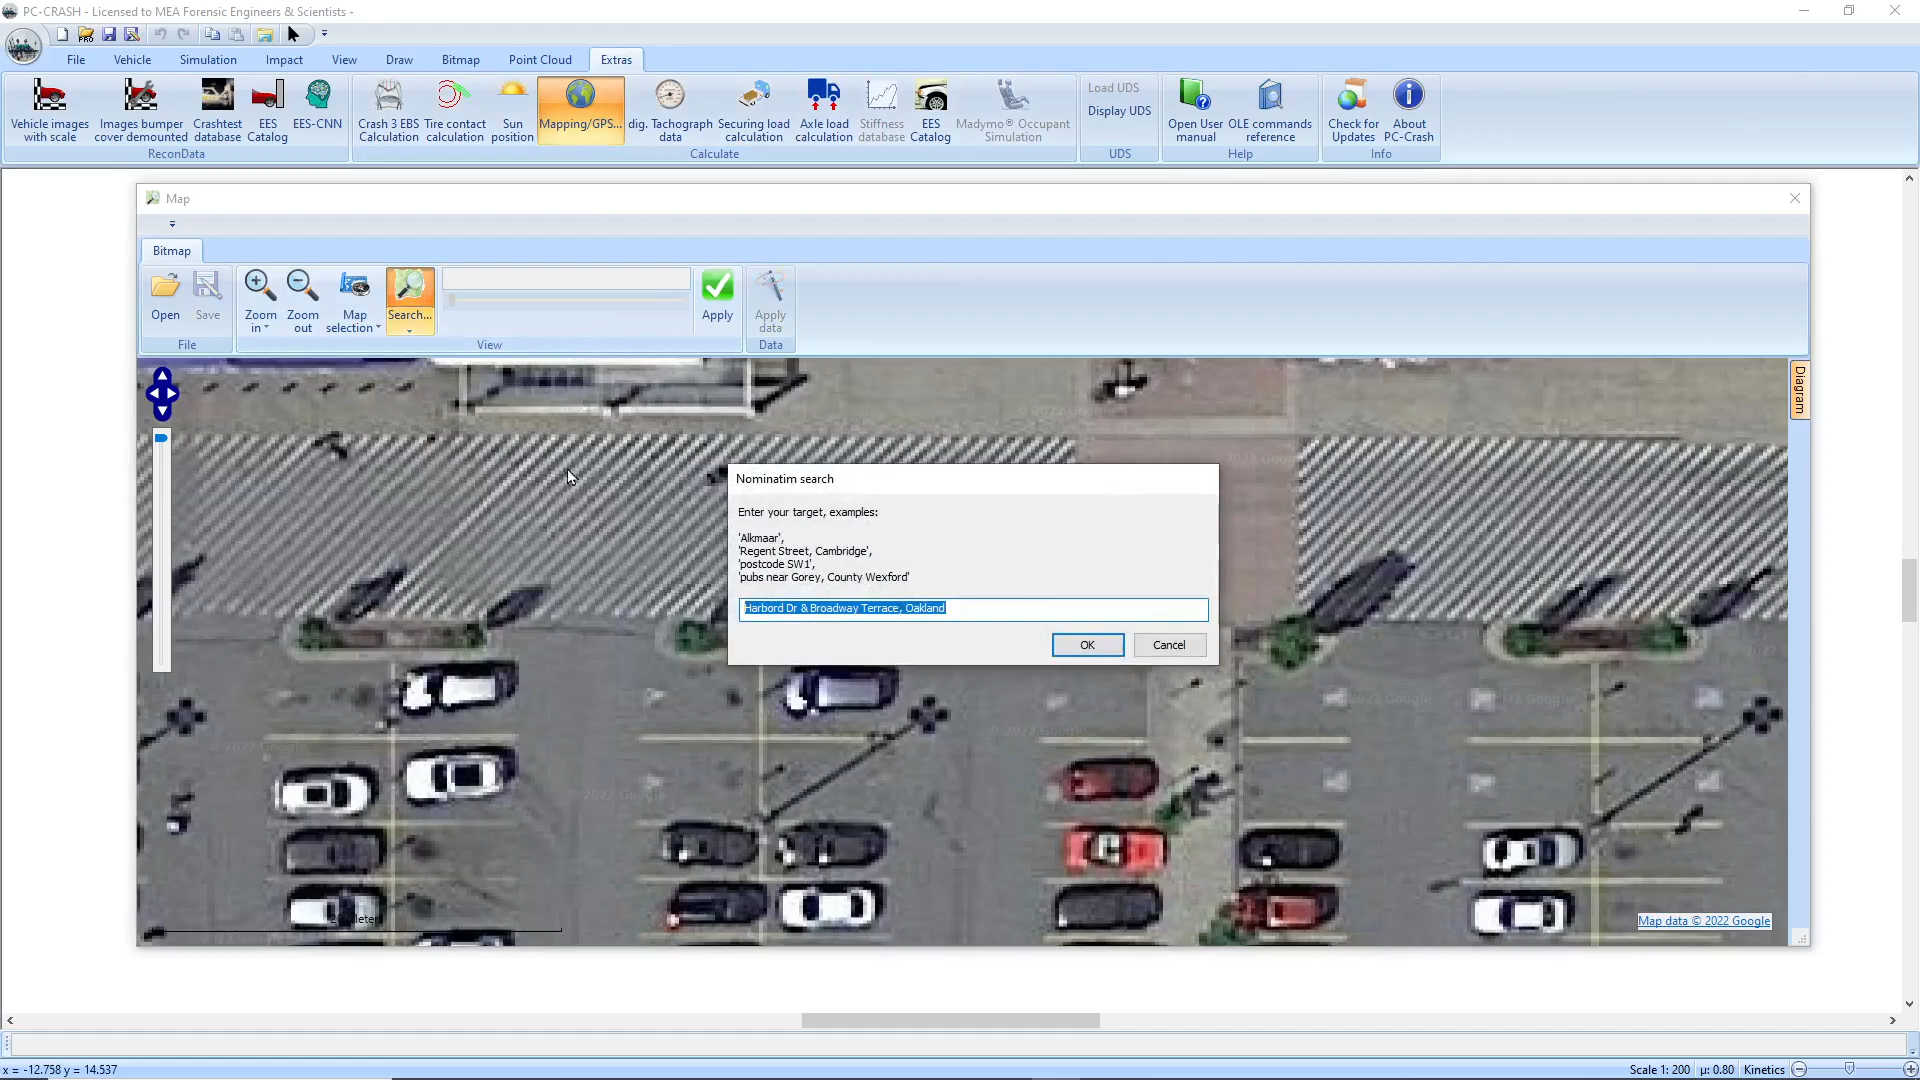 PC-CRASH - Licensed to MEA Forensic Engineers & Scientists -
File Vehicle Simulation Impact View Draw Bitmap Point Cloud Extras
Vehicle images with scale
Images bumper cover demounted
Crashtest database
EES Catalog
EES-CNN
Crash 3 EBS Calculation
Tire contact calculation
Sun position
Mapping/GPS...
dig. Tachograph data
Securing load calculation
Axle load calculation
Stiffness database
EES Catalog
Madymo® Occupant Simulation
Load UDS
Display UDS
Open User manual
OLE commands reference
Check for Updates
About PC-Crash
ReconData
Calculate
UDS
Help
Info
Map
Bitmap
Open
Save
Zoom in
Zoom out
Map selection
Search...
Apply
Apply data
File
View
Data
Diagram
Nominatim search
Enter your target, examples:
'Alkmaar',
'Regent Street, Cambridge',
'postcode SW1',
'pubs near Gorey, County Wexford'
Harbord Dr & Broadway Terrace, Oakland
OK
Cancel
Map data © 2022 Google
x = -12.758 y = 14.537
Scale 1: 200
µ: 0.80
Kinetics